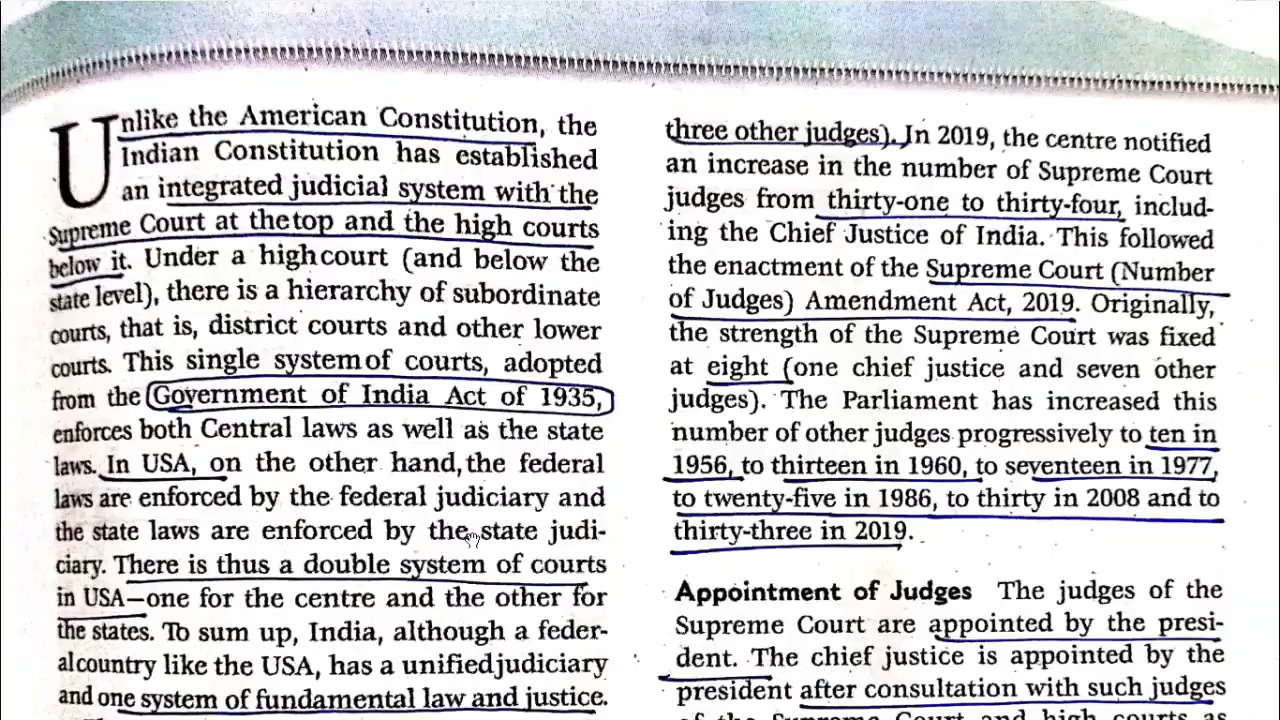 Unlike the American Constitution, the
Indian Constitution has established
an integrated judicial system with the
Supreme Court at the top and the high courts
below it. Under a high court (and below the
state level), there is a hierarchy of subordinate
courts, that is, district courts and other lower
courts. This single system of courts, adopted
from the Government of India Act of 1935,
enforces both Central laws as well as the state
laws. In USA, on the other hand, the federal
laws are enforced by the federal judiciary and
the state laws are enforced by the state judi-
ciary. There is thus a double system of courts
in USA—one for the centre and the other for
the states. To sum up, India, although a feder-
al country like the USA, has a unified judiciary
and one system of fundamental law and justice.
three other judges). In 2019, the centre notified
an increase in the number of Supreme Court
judges from thirty-one to thirty-four, includ-
ing the Chief Justice of India. This followed
the enactment of the Supreme Court (Number
of Judges) Amendment Act, 2019. Originally,
the strength of the Supreme Court was fixed
at eight (one chief justice and seven other
judges). The Parliament has increased this
number of other judges progressively to ten in
1956, to thirteen in 1960, to seventeen in 1977,
to twenty-five in 1986, to thirty in 2008 and to
thirty-three in 2019.
Appointment of Judges The judges of the
Supreme Court are appointed by the presi-
dent. The chief justice is appointed by the
president after consultation with such judges
of the Supreme Court and high courts as